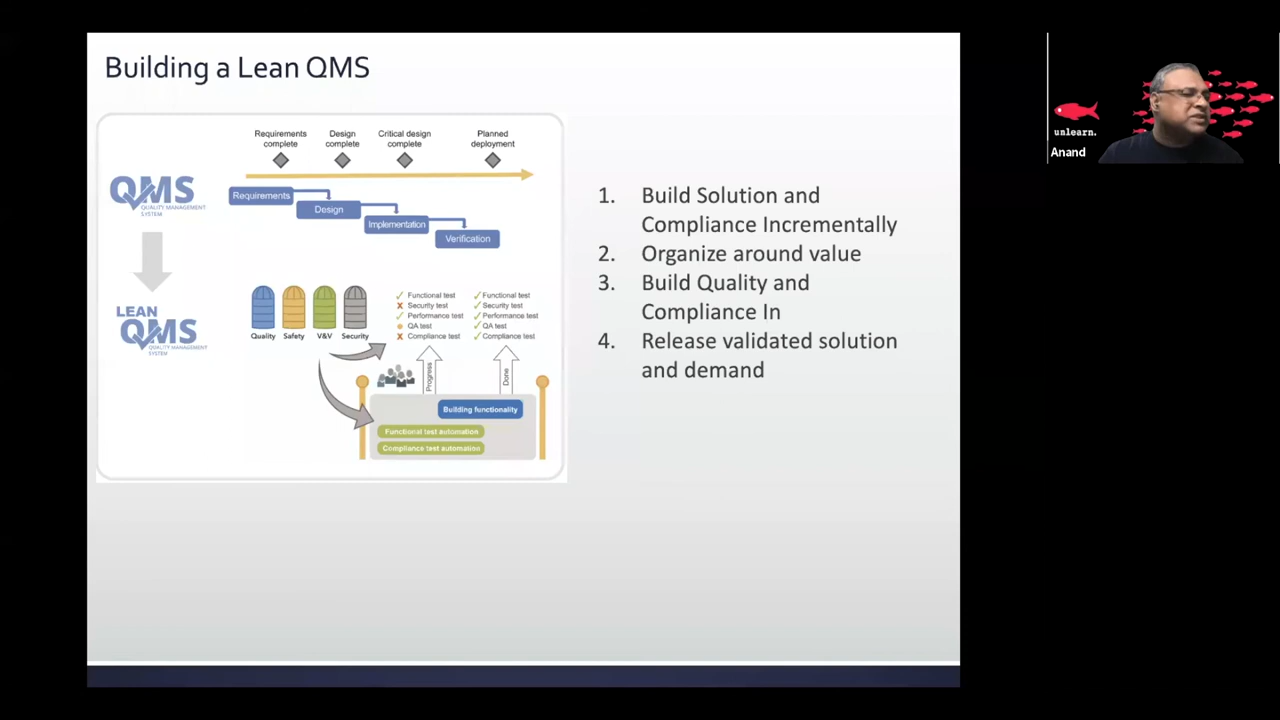 Building a Lean QMS
Requirements
complete
Design
complete
Critical design
complete
Planned
deployment
QMS
QUALITY MANAGEMENT
SYSTEM
Requirements
Design
Implementation
Verification
LEAN
QMS
QUALITY MANAGEMENT
SYSTEM
Quality
Safety
V&V
Security
Functional test
Security test
Performance test
QA test
Compliance test
Functional test
Security test
Performance test
QA test
Compliance test
Progress
Done
Building functionality
Functional test automation
Compliance test automation
1. Build Solution and
Compliance Incrementally
2. Organize around value
3. Build Quality and
Compliance In
4. Release validated solution
and demand
unlearn.
Anand